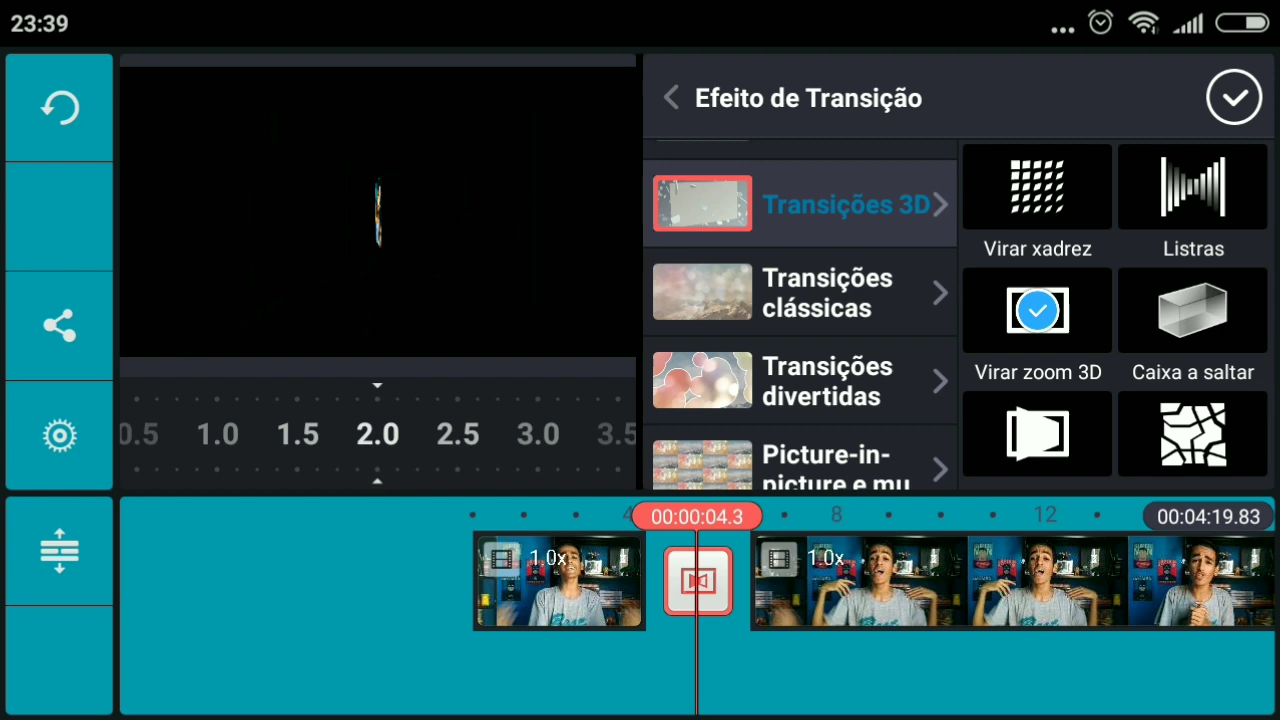 23:39
Efeito de Transição
Transições 3D
Transições
clássicas
Transições
divertidas
Picture-in-
picture e mu
Virar xadrez
Listras
Virar zoom 3D
Caixa a saltar
0.5 1.0 1.5 2.0 2.5 3.0 3.5
4 00:00:04.3 8 12 00:04:19.83
1.0x
1.0x